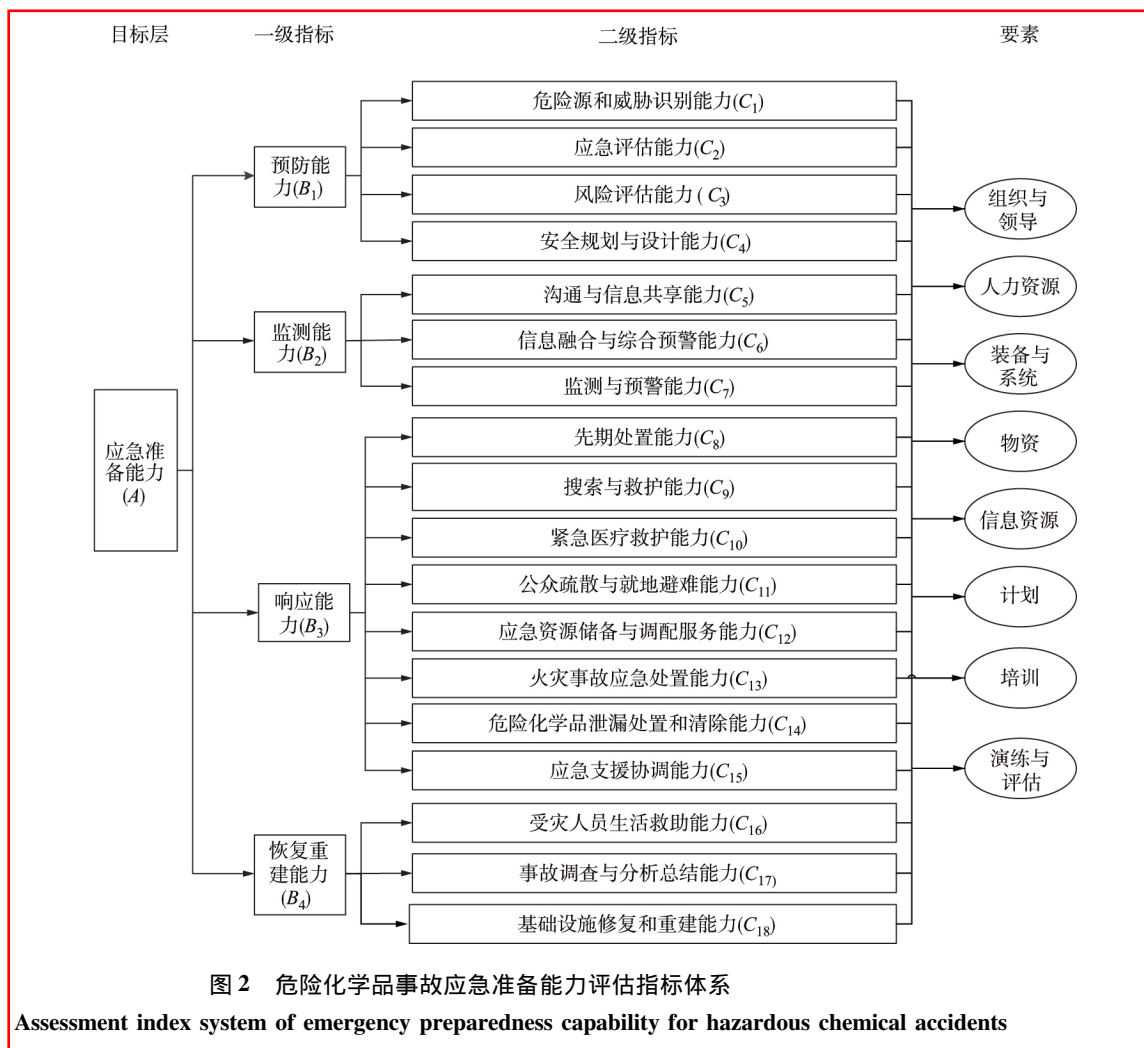 目标层 一级指标 二级指标 要素
应急准
备能力
(A)
预防能
力(B₁)
监测能
力(B₂)
响应能
力(B₃)
恢复重
建能力
(B₄)
危险源和威胁识别能力(C₁)
应急评估能力(C₂)
风险评估能力 ( C₃)
安全规划与设计能力(C₄)
沟通与信息共享能力(C₅)
信息融合与综合预警能力(C₆)
监测与预警能力(C₇)
先期处置能力(C₈)
搜索与救护能力(C₉)
紧急医疗救护能力(C₁₀)
公众疏散与就地避难能力(C₁₁)
应急资源储备与调配服务能力(C₁₂)
火灾事故应急处置能力(C₁₃)
危险化学品泄漏处置和清除能力(C₁₄)
应急支援协调能力(C₁₅)
受灾人员生活救助能力(C₁₆)
事故调查与分析总结能力(C₁₇)
基础设施修复和重建能力(C₁₈)
组织与
领导
人力资源
装备与
系统
物资
信息资源
计划
培训
演练与
评估
图 2 危险化学品事故应急准备能力评估指标体系
Assessment index system of emergency preparedness capability for hazardous chemical accidents